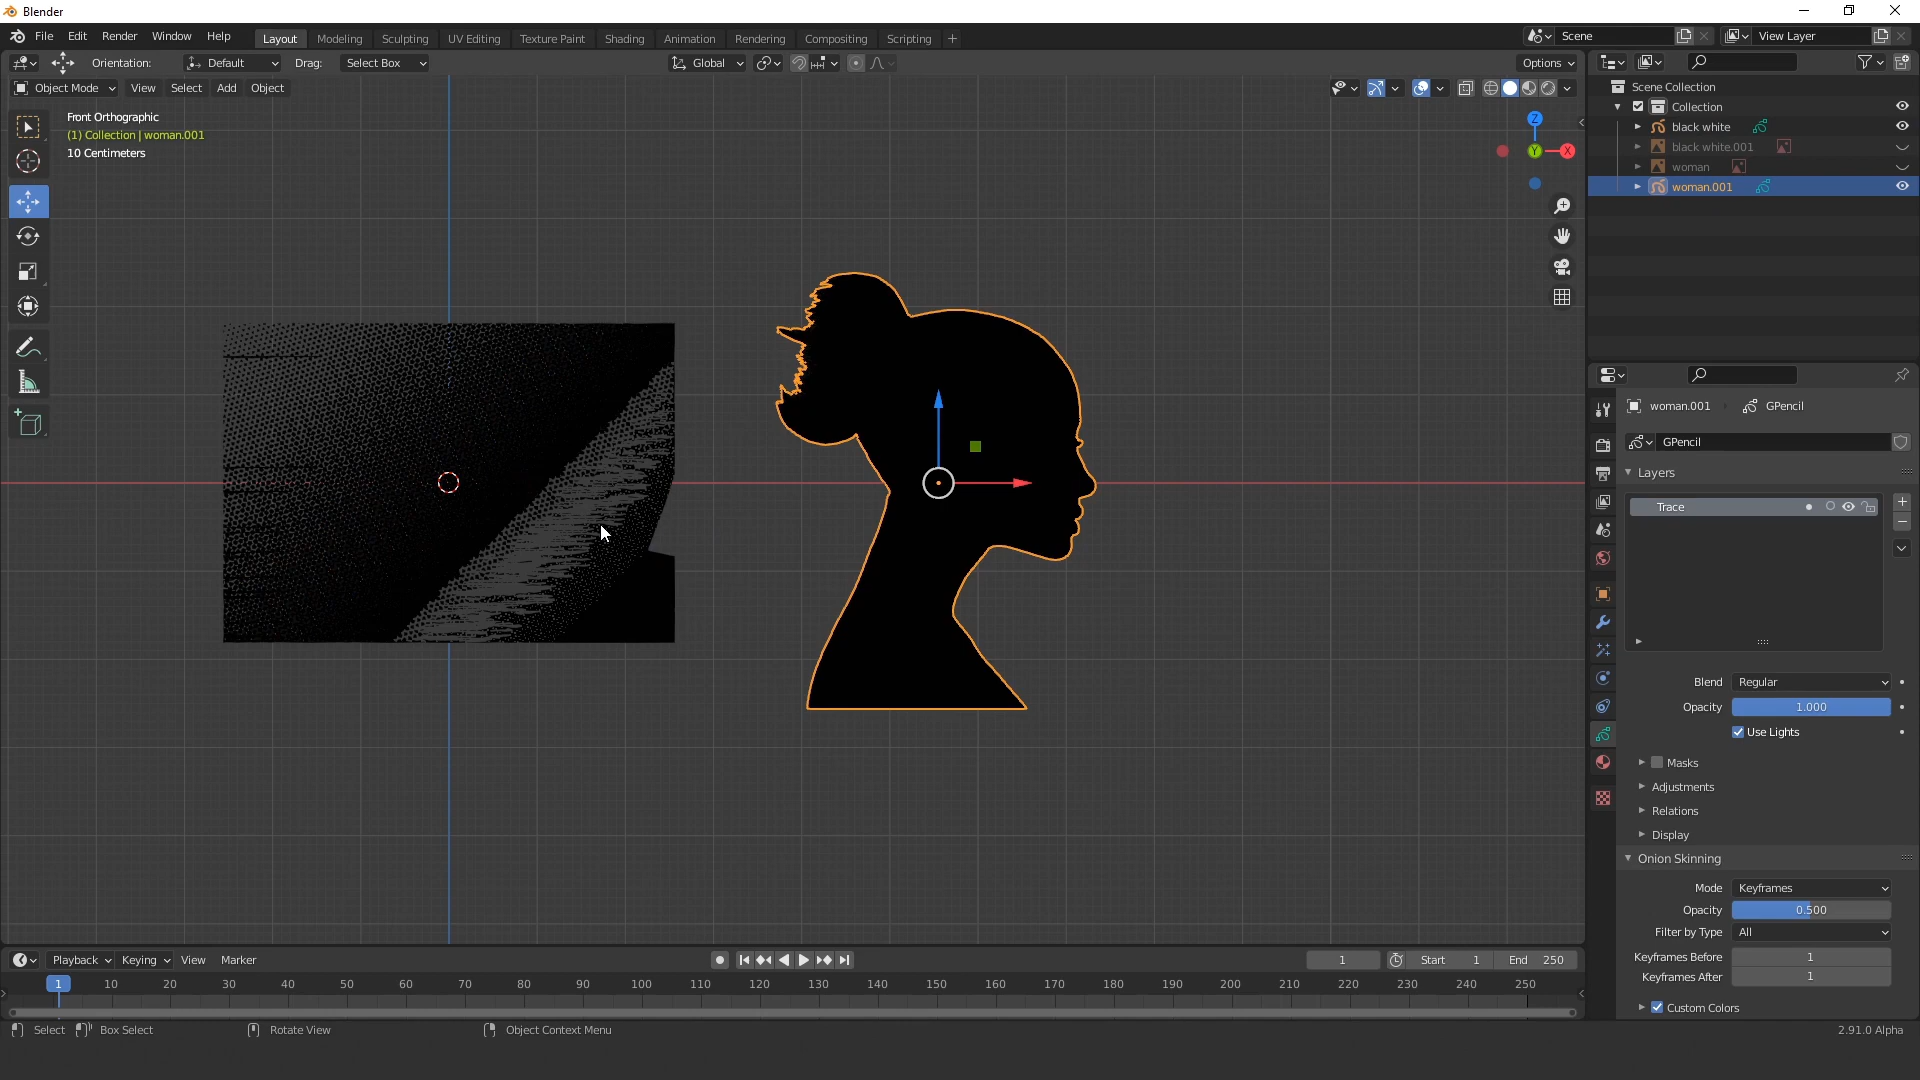 Blender
File Edit Render Window Help Layout Modeling Sculpting UV Editing Texture Paint Shading Animation Rendering Compositing Scripting + Scene View Layer
Orientation: Default Drag: Select Box Global Options
Object Mode View Select Add Object
Front Orthographic
(1) Collection | woman.001
10 Centimeters
Z
Y
X
Scene Collection
Collection
black white
black white.001
woman
woman.001
woman.001 GPencil
GPencil
Layers
Trace
Blend Regular
Opacity 1.000
Use Lights
Masks
Adjustments
Relations
Display
Onion Skinning
Mode Keyframes
Opacity 0.500
Filter by Type All
Keyframes Before 1
Keyframes After 1
Custom Colors
Playback Keying View Marker 1 Start 1 End 250
1 10 20 30 40 50 60 70 80 90 100 110 120 130 140 150 160 170 180 190 200 210 220 230 240 250
Select Box Select Rotate View Object Context Menu 2.91.0 Alpha